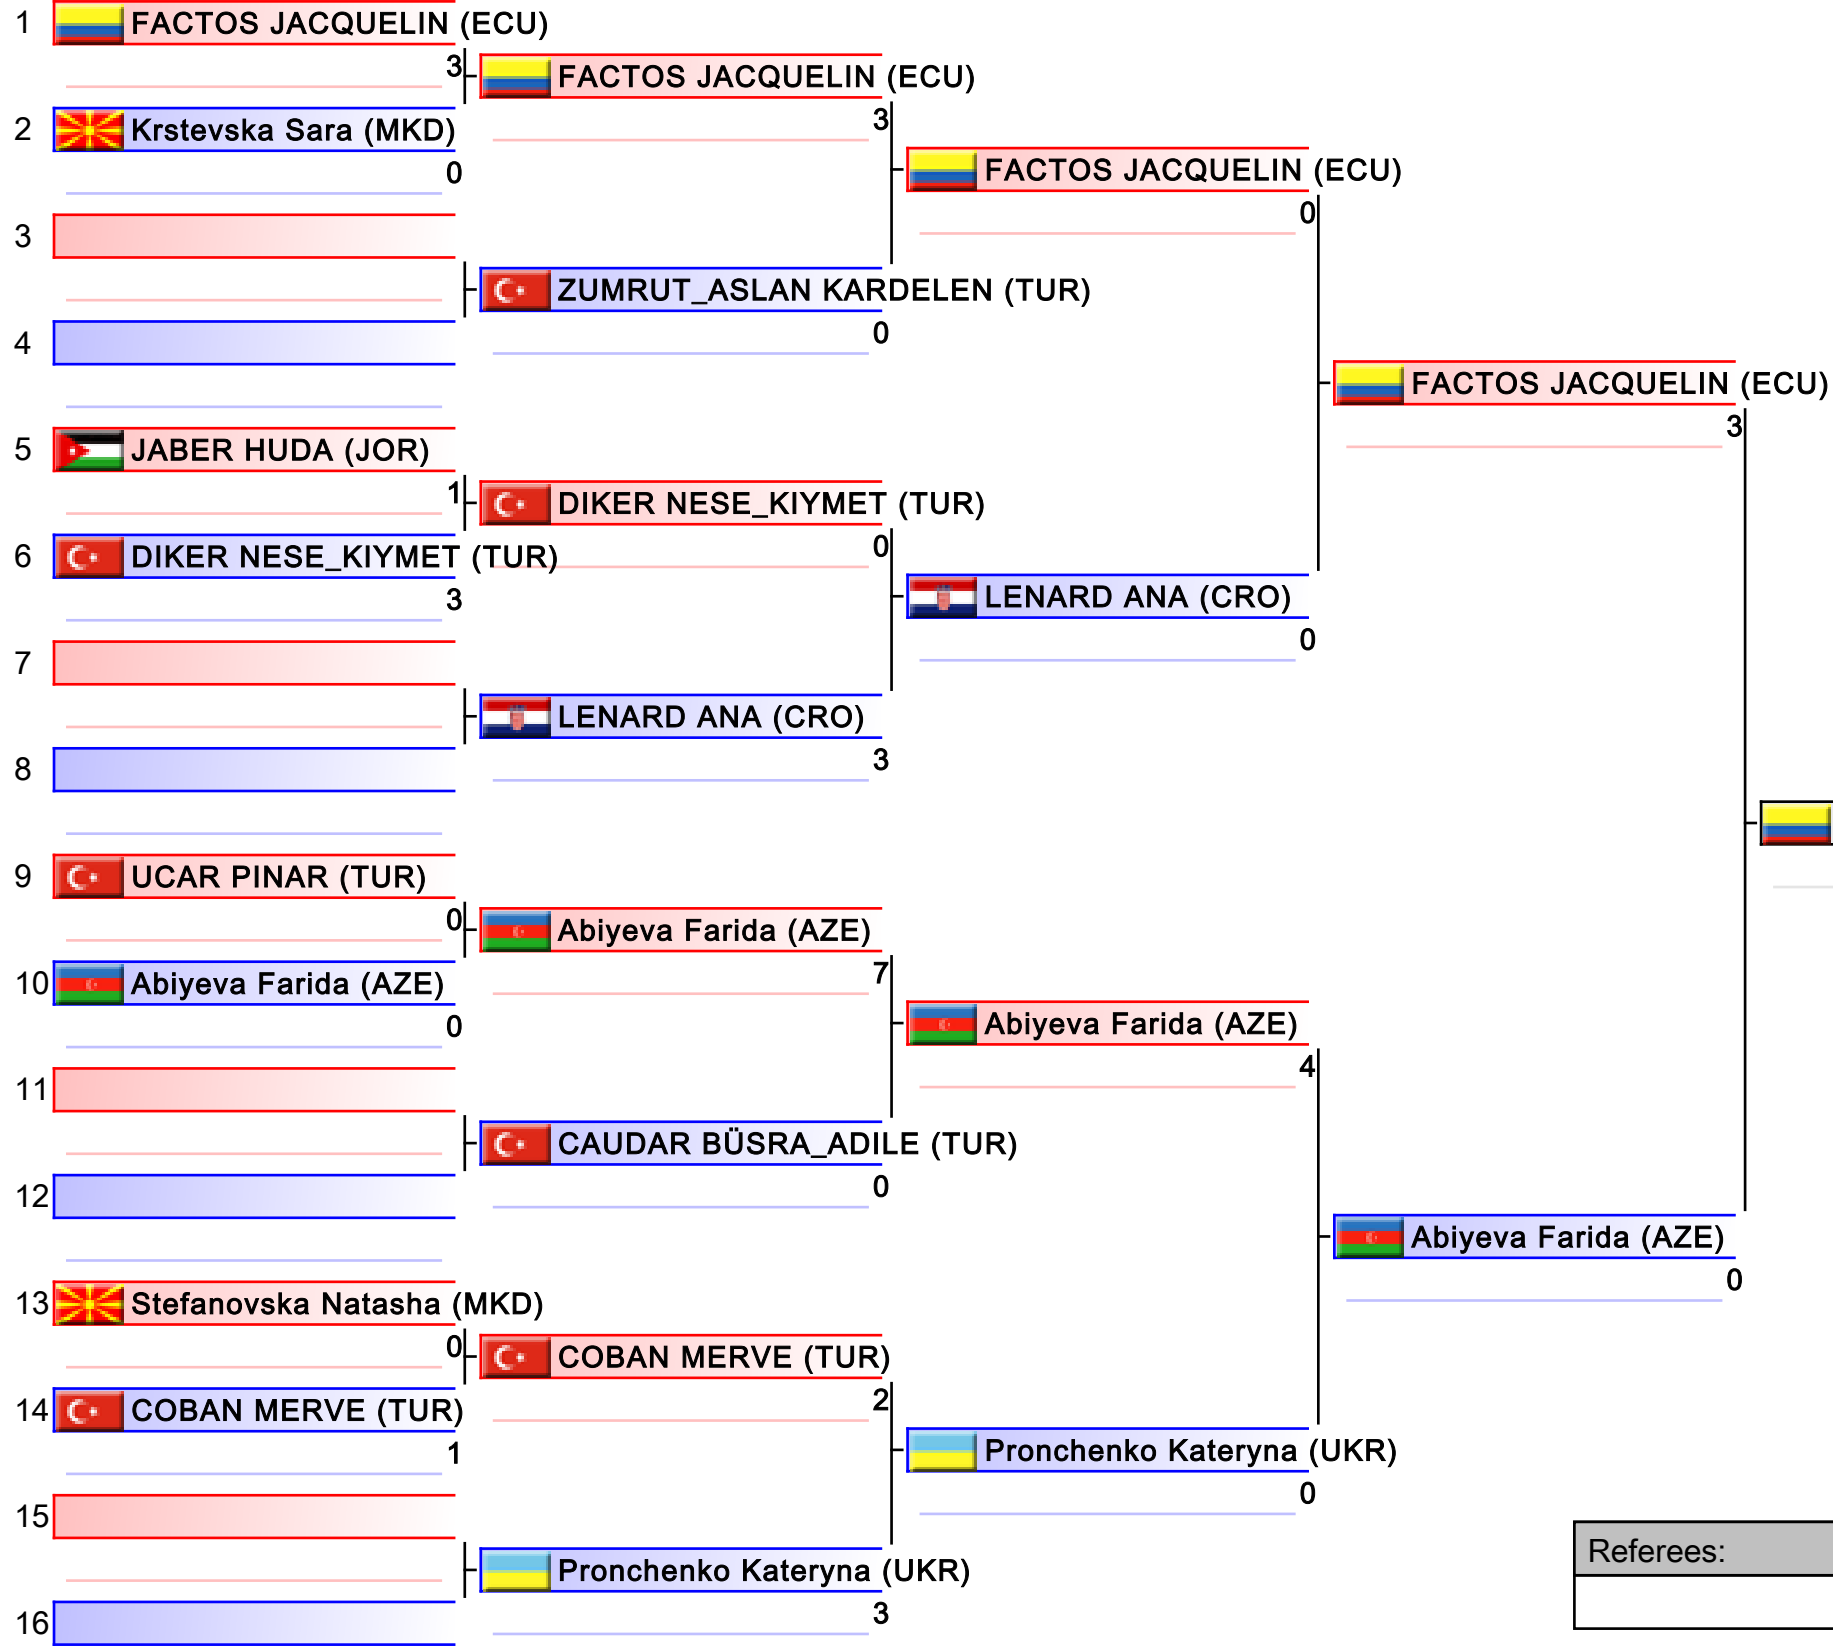 1 FACTOS JACQUELIN (ECU)
3 FACTOS JACQUELIN (ECU)
2 Krstevska Sara (MKD)
3
0
FACTOS JACQUELIN (ECU)
0
3
ZUMRUT_ASLAN KARDELEN (TUR)
4
0
FACTOS JACQUELIN (ECU)
3
5 JABER HUDA (JOR)
1 DIKER NESE_KIYMET (TUR)
6 DIKER NESE_KIYMET (TUR)
0
3
LENARD ANA (CRO)
0
7
LENARD ANA (CRO)
8
3
9 UCAR PINAR (TUR)
0 Abiyeva Farida (AZE)
10 Abiyeva Farida (AZE)
7
0
Abiyeva Farida (AZE)
4
11
CAUDAR BÜSRA_ADILE (TUR)
12
0
Abiyeva Farida (AZE)
0
13 Stefanovska Natasha (MKD)
0 COBAN MERVE (TUR)
14 COBAN MERVE (TUR)
2
1
Pronchenko Kateryna (UKR)
0
15
Pronchenko Kateryna (UKR)
16
3
Referees: